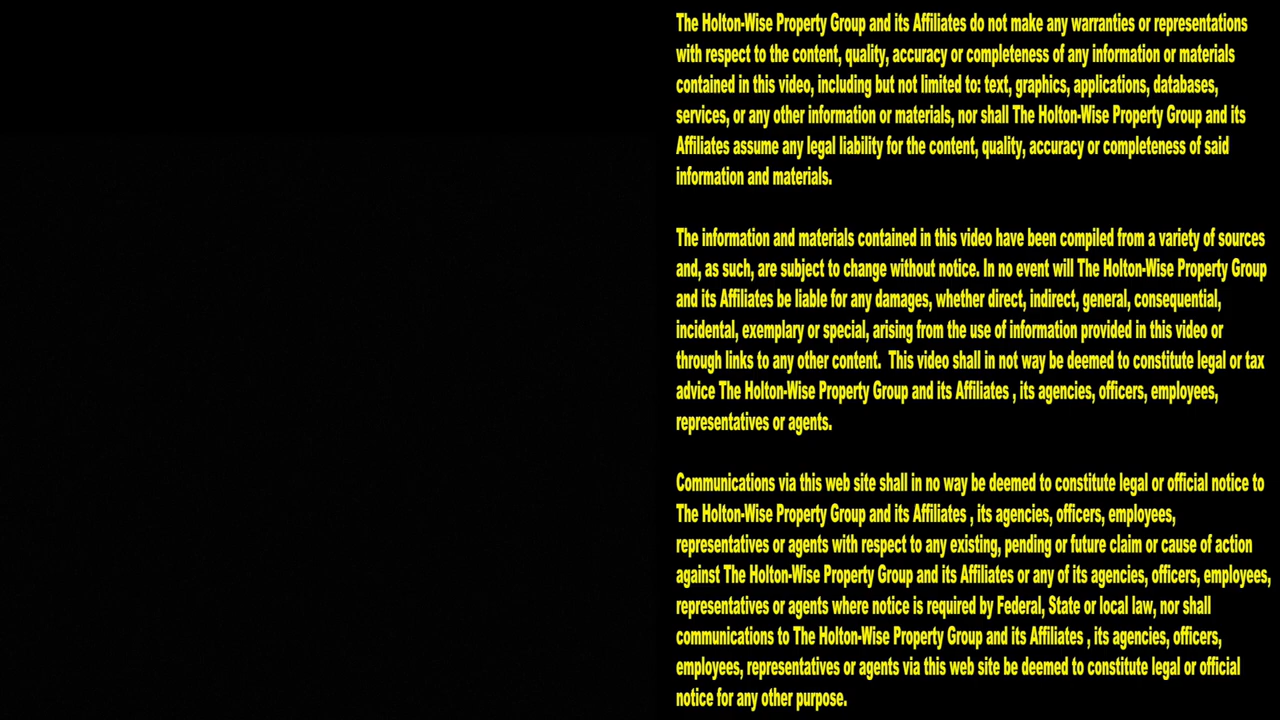 The Holton-Wise Property Group and its Affiliates do not make any warranties or representations
with respect to the content, quality, accuracy or completeness of any information or materials
contained in this video, including but not limited to: text, graphics, applications, databases,
services, or any other information or materials, nor shall The Holton-Wise Property Group and its
Affiliates assume any legal liability for the content, quality, accuracy or completeness of said
information and materials.
The information and materials contained in this video have been compiled from a variety of sources
and, as such, are subject to change without notice. In no event will The Holton-Wise Property Group
and its Affiliates be liable for any damages, whether direct, indirect, general, consequential,
incidental, exemplary or special, arising from the use of information provided in this video or
through links to any other content.  This video shall in not way be deemed to constitute legal or tax
advice The Holton-Wise Property Group and its Affiliates , its agencies, officers, employees,
representatives or agents.
Communications via this web site shall in no way be deemed to constitute legal or official notice to
The Holton-Wise Property Group and its Affiliates , its agencies, officers, employees,
representatives or agents with respect to any existing, pending or future claim or cause of action
against The Holton-Wise Property Group and its Affiliates or any of its agencies, officers, employees,
representatives or agents where notice is required by Federal, State or local law, nor shall
communications to The Holton-Wise Property Group and its Affiliates , its agencies, officers,
employees, representatives or agents via this web site be deemed to constitute legal or official
notice for any other purpose.